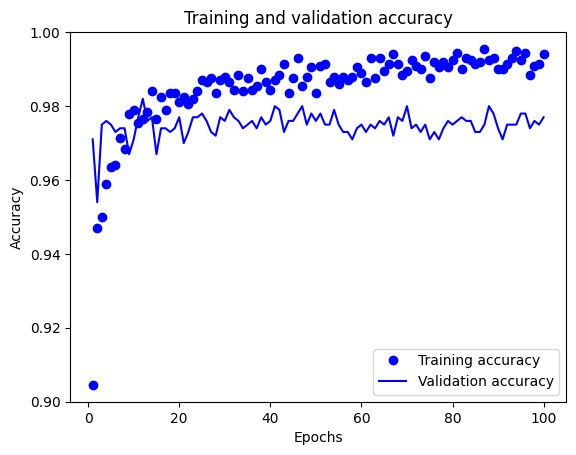 Training and validation accuracy
1.00
0.98
0.96
0.94
0.92
0.90
Accuracy
0 20 40 60 80 100
Epochs
Training accuracy
Validation accuracy